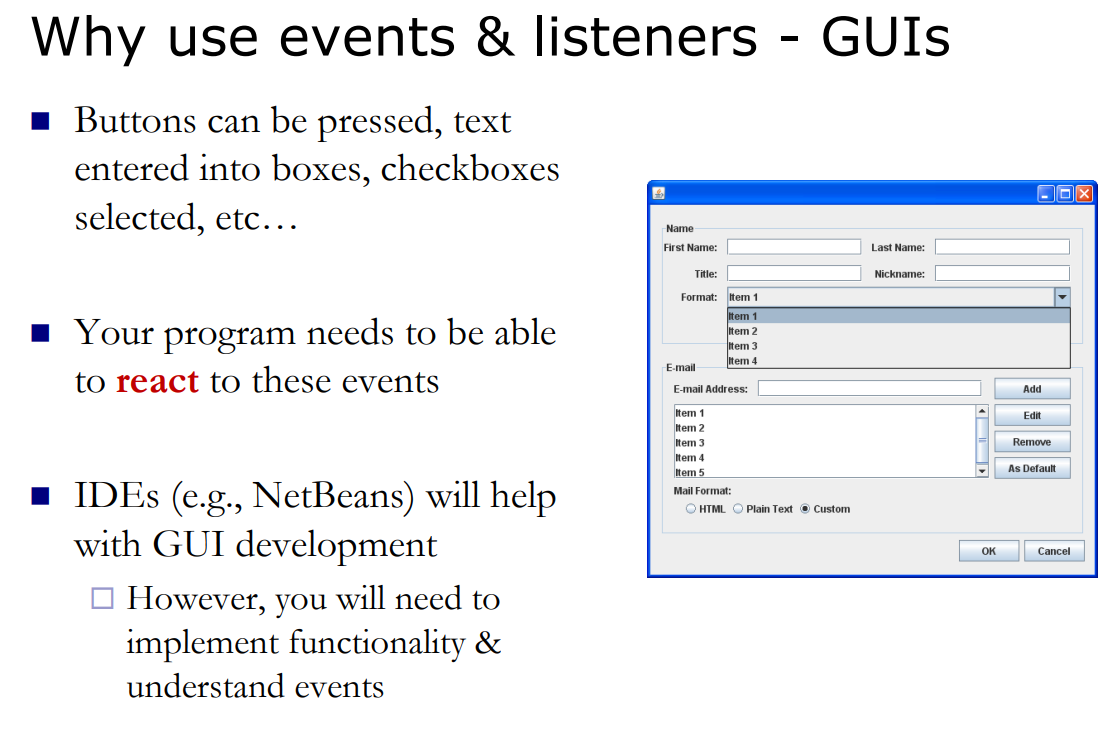 Why use events & listeners - GUIs
Buttons can be pressed, text
entered into boxes, checkboxes
selected, etc…
Your program needs to be able
to react to these events
IDEs (e.g., NetBeans) will help
with GUI development
However, you will need to
implement functionality &
understand events
Name
First Name:
Last Name:
Title:
Nickname:
Format:
Item 1
Item 1
Item 2
Item 3
Item 4
E-mail
E-mail Address:
Add
Item 1
Item 2
Item 3
Item 4
Item 5
Edit
Remove
As Default
Mail Format:
HTML
Plain Text
Custom
OK
Cancel